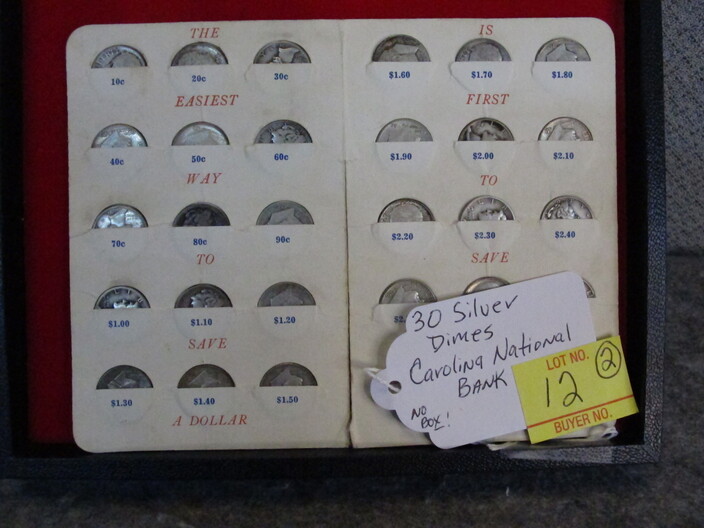 THE
10c 20c 30c
EASIEST
40c 50c 60c
WAY
70c 80c 90c
TO
$1.00 $1.10 $1.20
SAVE
$1.30 $1.40 $1.50
A DOLLAR
IS
$1.60 $1.70 $1.80
FIRST
$1.90 $2.00 $2.10
TO
$2.20 $2.30 $2.40
SAVE
30 Silver
Dimes
Carolina National
BANK
NO
BOX!
LOT NO. 2
12
BUYER NO.